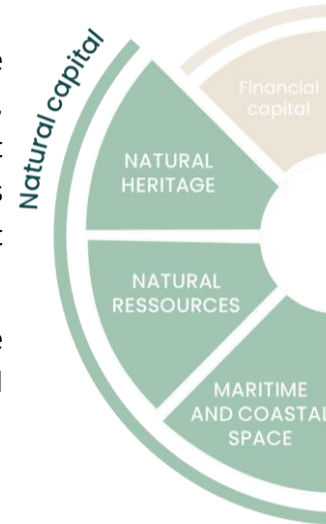 Natural capital
Financial
capital
NATURAL
HERITAGE
NATURAL
RESSOURCES
MARITIME
AND COASTAL
SPACE